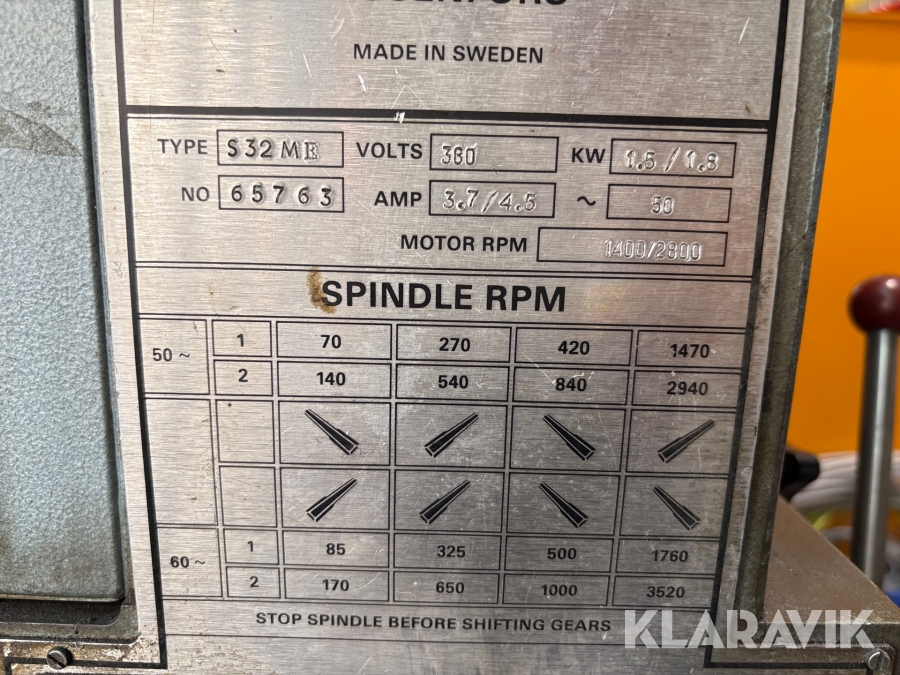 MADE IN SWEDEN
TYPE S32MB VOLTS 380 KW 1.5/1.8
NO 65763 AMP 3.7/4.5 ~ 50
MOTOR RPM 1400/2800
SPINDLE RPM
50~ 1 70 270 420 1470
2 140 540 840 2940
60~ 1 85 325 500 1760
2 170 650 1000 3520
STOP SPINDLE BEFORE SHIFTING GEARS
KLARAVIK